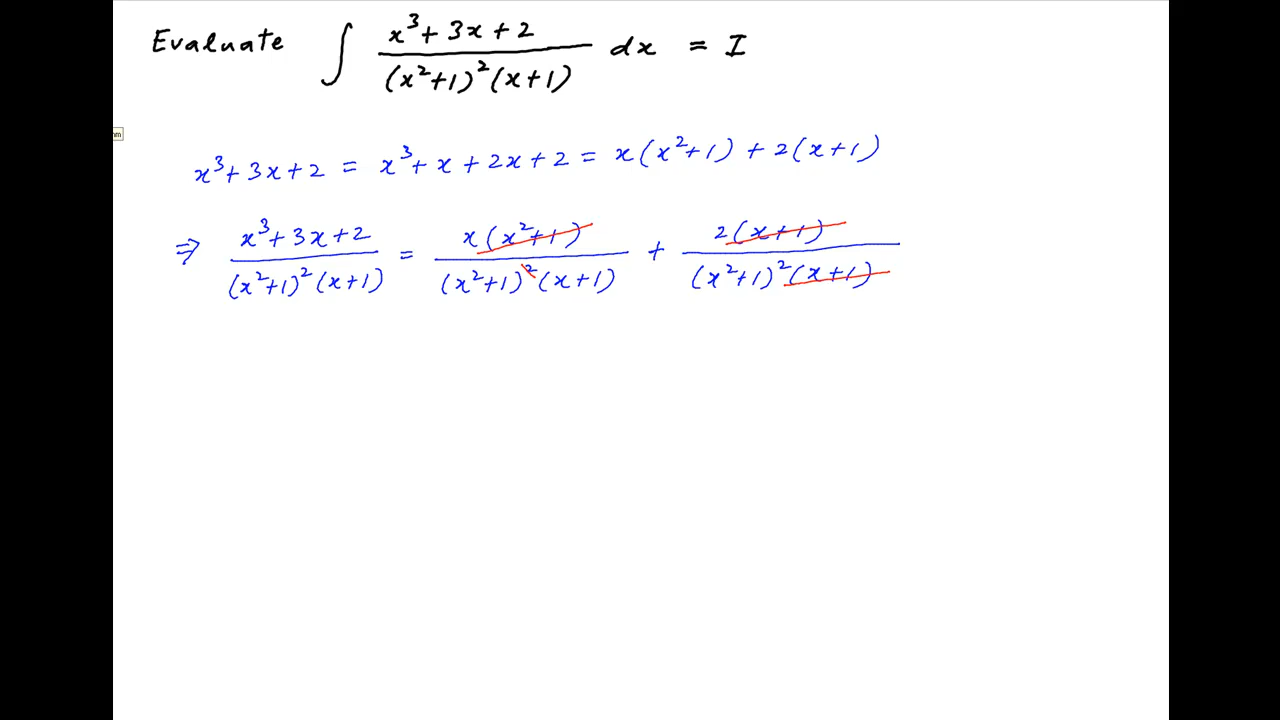 Evaluate ∫ (x³ + 3x + 2)/((x²+1)²(x+1)) dx = I
nm
x³ + 3x + 2 = x³ + x + 2x + 2 = x(x²+1) + 2(x+1)
⇒ (x³ + 3x + 2)/((x²+1)²(x+1)) = x(x²+1)/((x²+1)²(x+1)) + 2(x+1)/((x²+1)²(x+1))